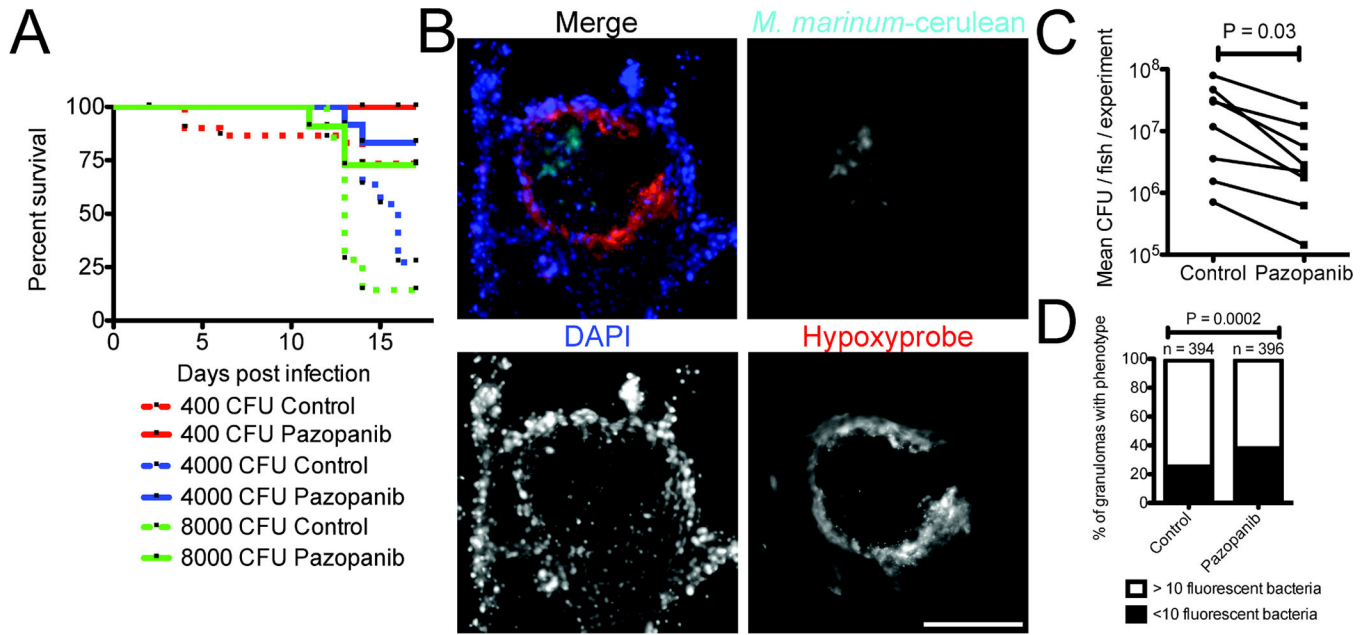 A
Percent survival
100
75
50
25
0
0 5 10 15
Days post infection
400 CFU Control
400 CFU Pazopanib
4000 CFU Control
4000 CFU Pazopanib
8000 CFU Control
8000 CFU Pazopanib
B
Merge
M. marinum-cerulean
DAPI
Hypoxyprobe
C
P = 0.03
Mean CFU / fish / experiment
10⁸
10⁷
10⁶
10⁵
Control Pazopanib
D
P = 0.0002
n = 394 n = 396
% of granulomas with phenotype
100
80
60
40
20
0
Control
Pazopanib
> 10 fluorescent bacteria
<10 fluorescent bacteria